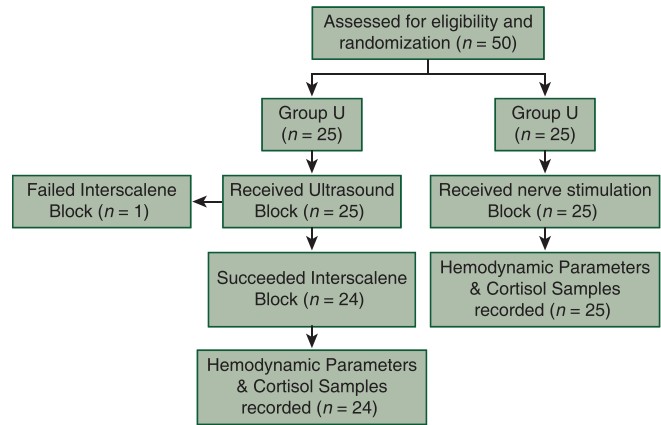 Assessed for eligibility and
randomization (n = 50)
Group U
(n = 25)
Group U
(n = 25)
Failed Interscalene
Block (n = 1)
Received Ultrasound
Block (n = 25)
Received nerve stimulation
Block (n = 25)
Succeeded Interscalene
Block (n = 24)
Hemodynamic Parameters
& Cortisol Samples
recorded (n = 25)
Hemodynamic Parameters
& Cortisol Samples
recorded (n = 24)